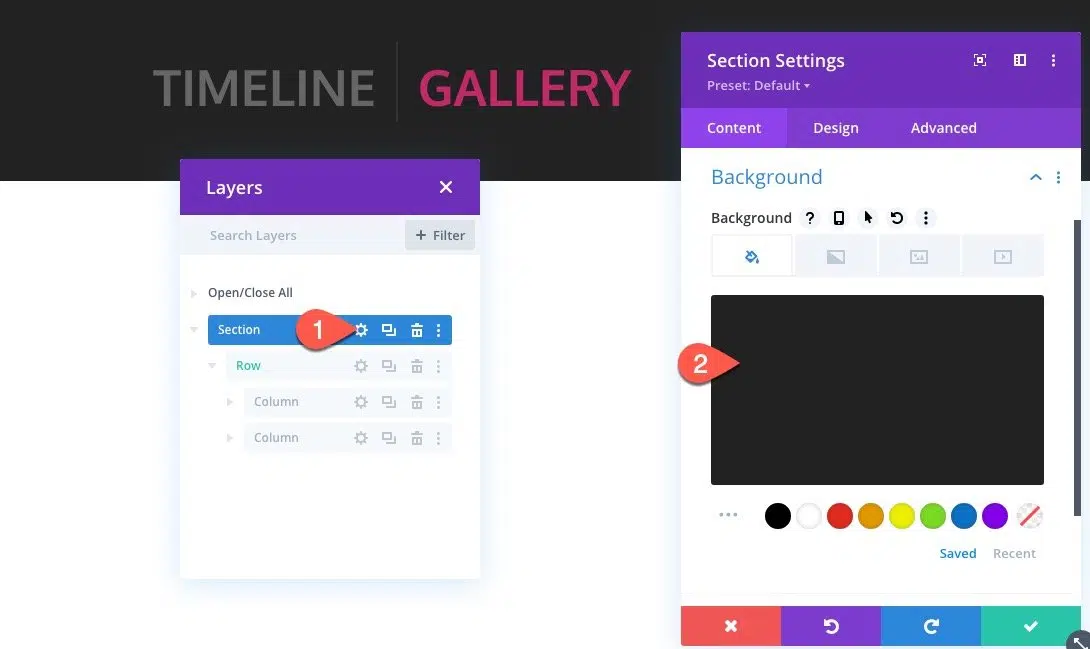 TIMELINE GALLERY
Layers
Search Layers
+ Filter
Open/Close All
Section
1
Row
Column
Column
Section Settings
Preset: Default
Content Design Advanced
Background
Background ?
2
Saved Recent